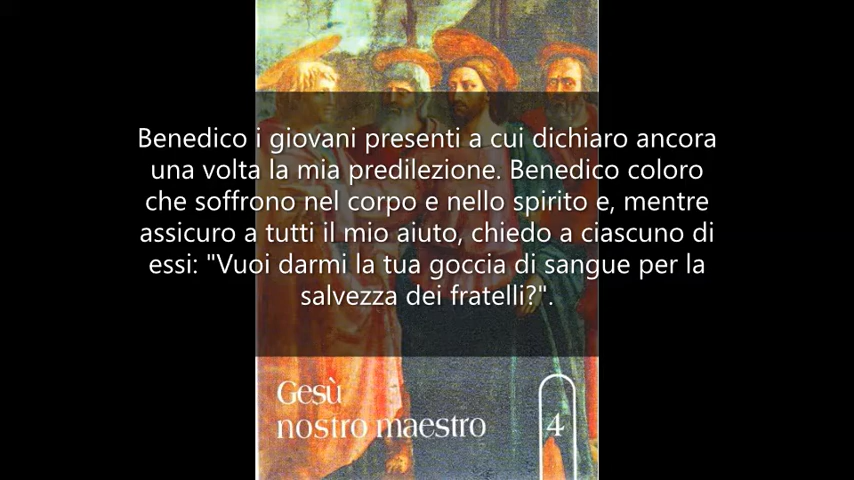 Benedico i giovani presenti a cui dichiaro ancora
una volta la mia predilezione. Benedico coloro
che soffrono nel corpo e nello spirito e, mentre
assicuro a tutti il mio aiuto, chiedo a ciascuno di
essi: "Vuoi darmi la tua goccia di sangue per la
salvezza dei fratelli?".
Gesù
nostro maestro
4